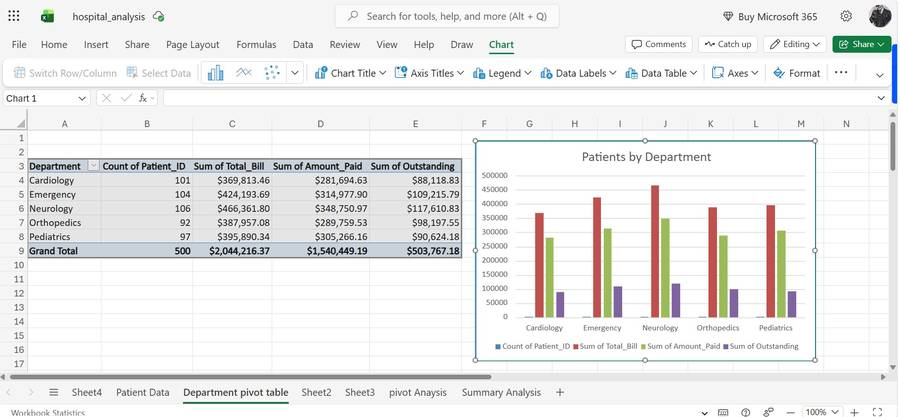 hospital_analysis
Search for tools, help, and more (Alt + Q)
Buy Microsoft 365
File Home Insert Share Page Layout Formulas Data Review View Help Draw Chart
Comments Catch up Editing Share
Switch Row/Column Select Data Chart Title Axis Titles Legend Data Labels Data Table Axes Format ...
Chart 1 fx
A B C D E F G H I J K L M N
1
2
3 Department Count of Patient_ID Sum of Total_Bill Sum of Amount_Paid Sum of Outstanding
4 Cardiology 101 $369,813.46 $281,694.63 $88,118.83
5 Emergency 104 $424,193.69 $314,977.90 $109,215.79
6 Neurology 106 $466,361.80 $348,750.97 $117,610.83
7 Orthopedics 92 $387,957.08 $289,759.53 $98,197.55
8 Pediatrics 97 $395,890.34 $305,266.16 $90,624.18
9 Grand Total 500 $2,044,216.37 $1,540,449.19 $503,767.18
10
11
12
13
14
15
16
17
Patients by Department
500000
450000
400000
350000
300000
250000
200000
150000
100000
50000
0
Cardiology Emergency Neurology Orthopedics Pediatrics
Count of Patient_ID Sum of Total_Bill Sum of Amount_Paid Sum of Outstanding
Sheet4 Patient Data Department pivot table Sheet2 Sheet3 pivot Anaysis Summary Analysis +
Workbook Statistics
− 100% +